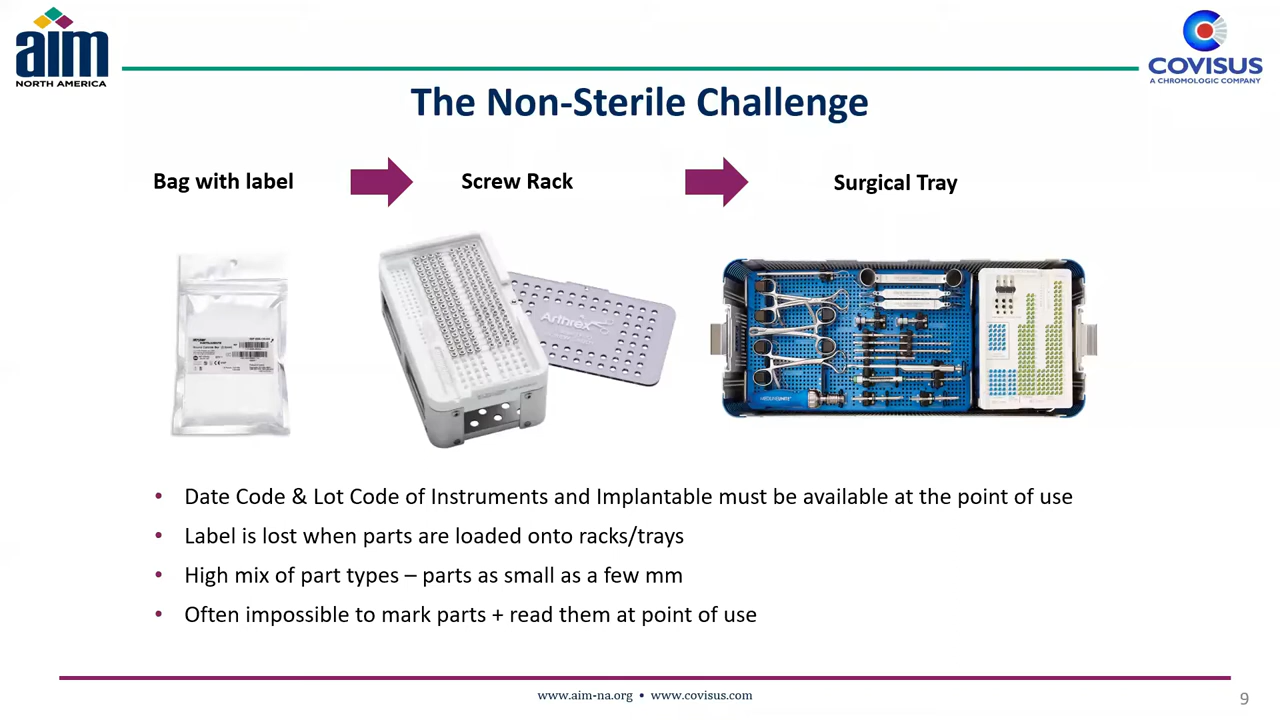 aim
NORTH AMERICA
COVISUS
A CHROMOLOGIC COMPANY
The Non-Sterile Challenge
Bag with label
Screw Rack
Surgical Tray
Arthrex
• Date Code & Lot Code of Instruments and Implantable must be available at the point of use
• Label is lost when parts are loaded onto racks/trays
• High mix of part types – parts as small as a few mm
• Often impossible to mark parts + read them at point of use
www.aim-na.org • www.covisus.com
9